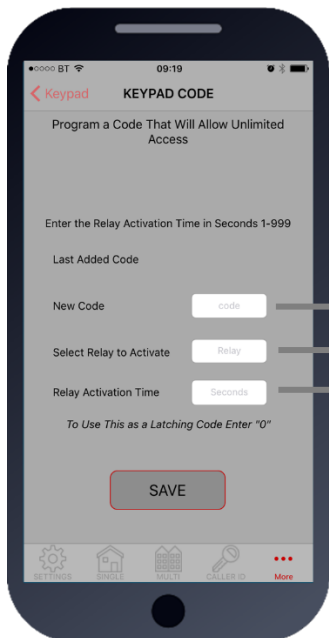 ●○○○○ BT 09:19
Keypad KEYPAD CODE
Program a Code That Will Allow Unlimited
Access
Enter the Relay Activation Time in Seconds 1-999
Last Added Code
New Code code
Select Relay to Activate Relay
Relay Activation Time Seconds
To Use This as a Latching Code Enter "0"
SAVE
SETTINGS SINGLE MULTI CALLER ID More